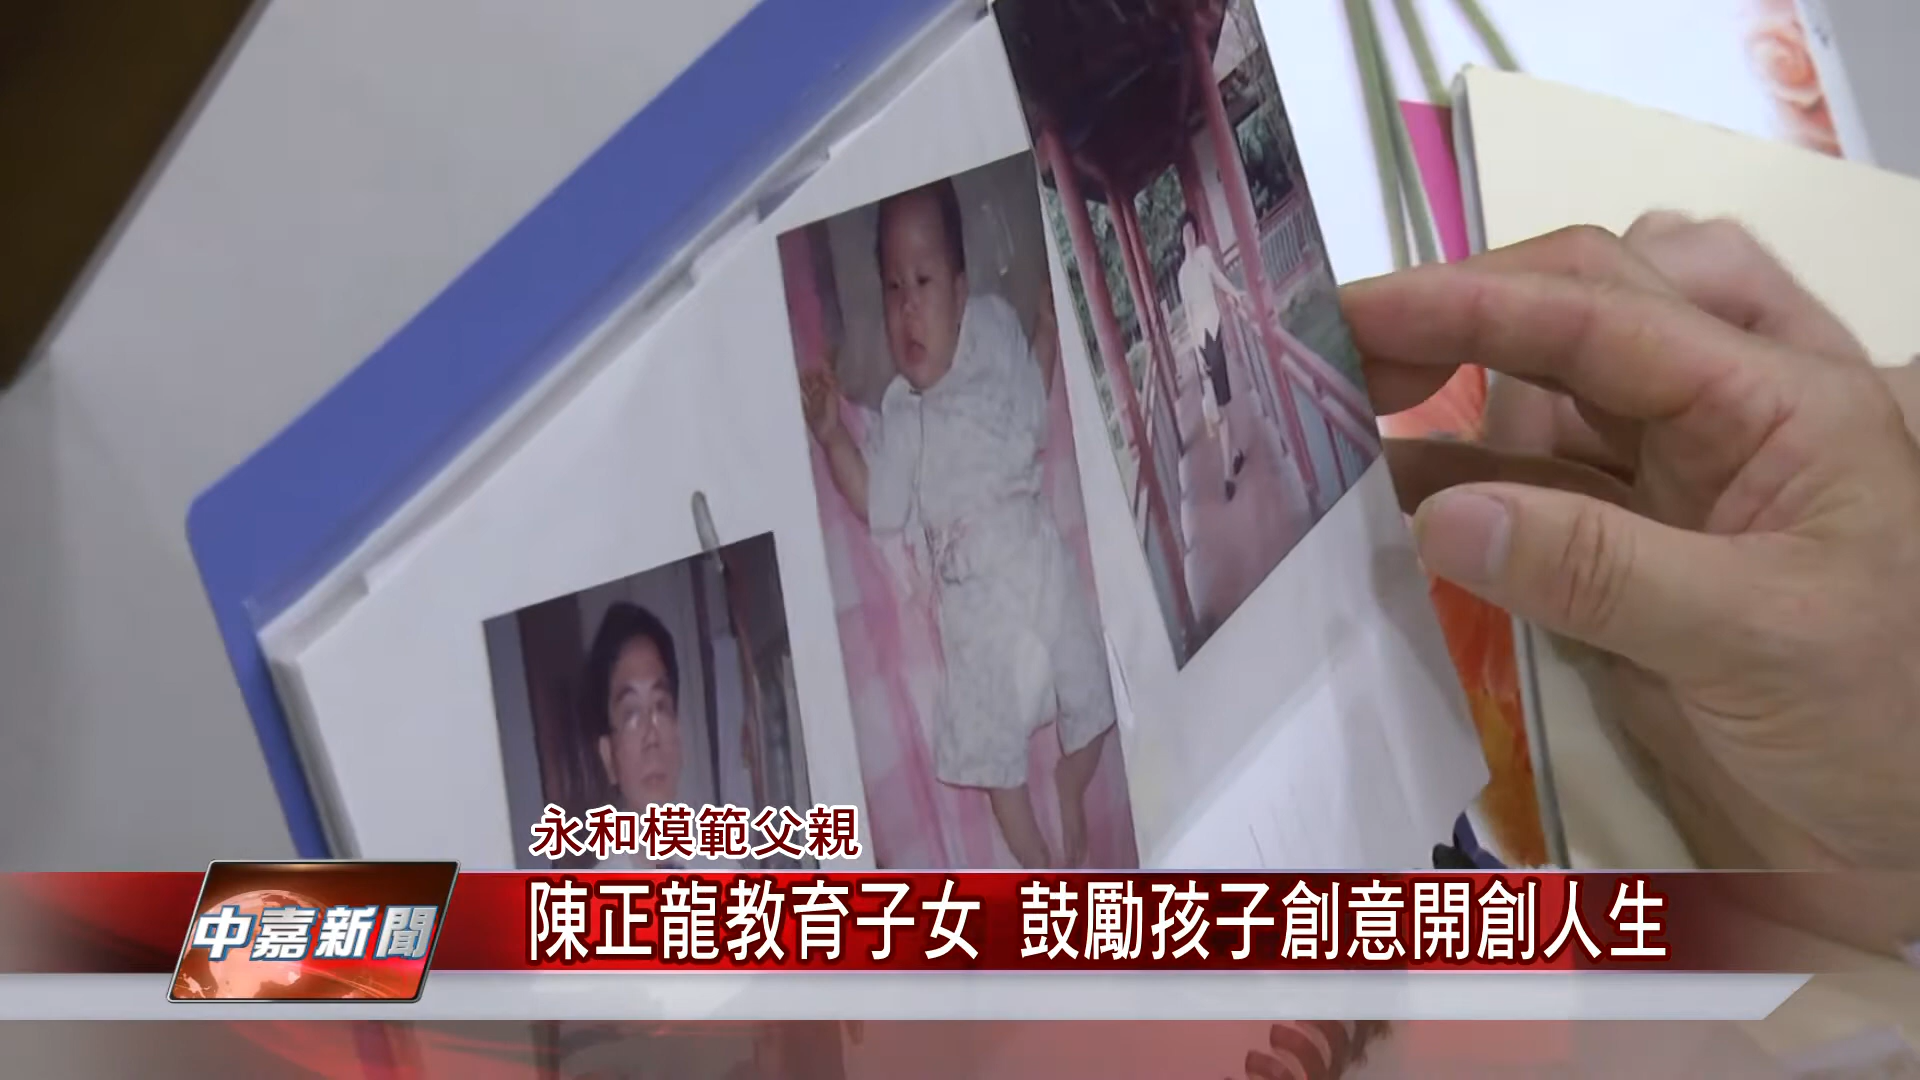 永和模範父親
陳正龍教育子女 鼓勵孩子創意開創人生
中嘉新聞